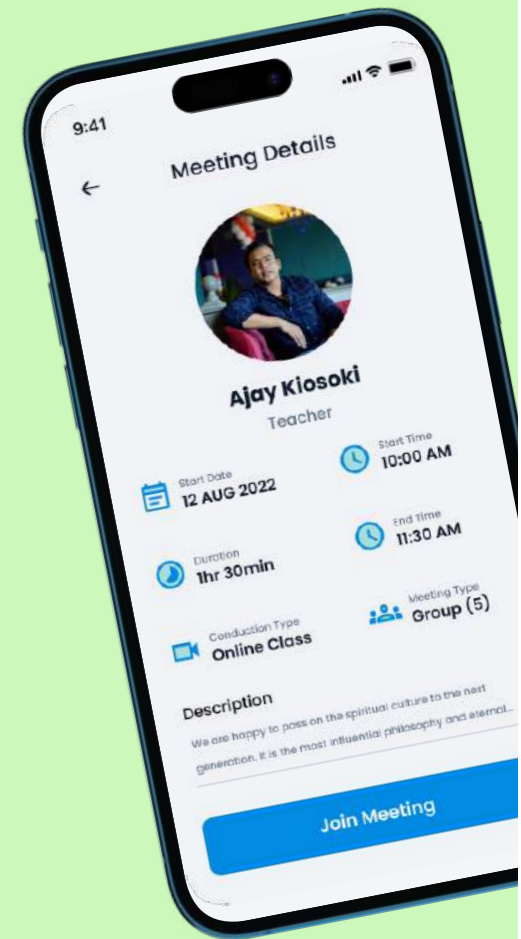 9:41
Meeting Details
Ajay Kiosoki
Teacher
Start Date
12 AUG 2022
Start Time
10:00 AM
Duration
1hr 30min
End Time
11:30 AM
Conduction Type
Online Class
Meeting Type
Group (5)
Description
We are happy to pass on the spiritual culture to the next
generation. It is the most influential philosophy and eternal...
Join Meeting